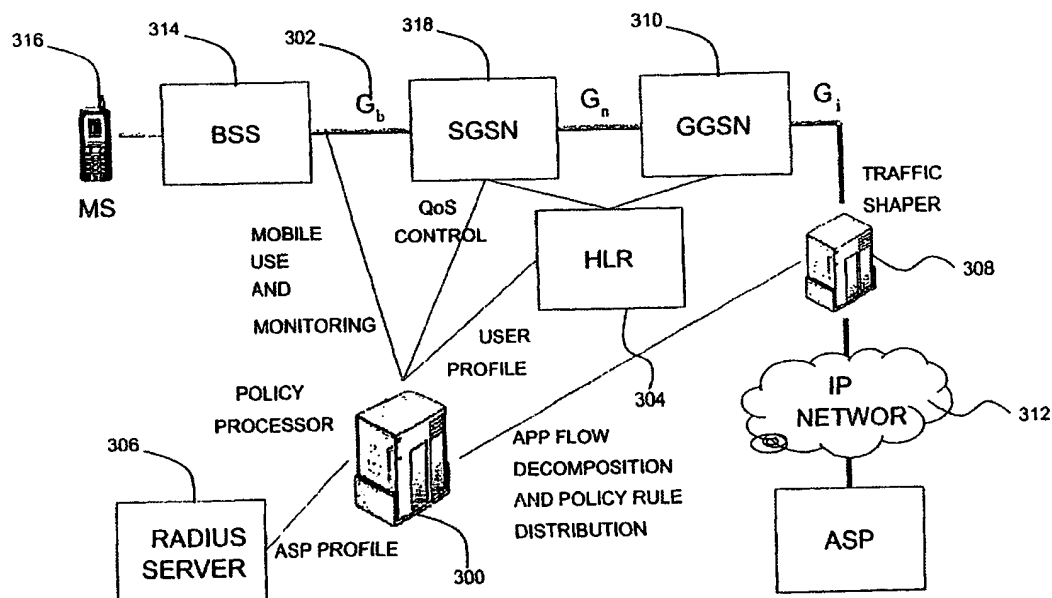 316
314
302
318
310
MS
BSS
Gb
SGSN
Gn
GGSN
Gi
TRAFFIC
SHAPER
308
QoS
CONTROL
MOBILE
USE
AND
MONITORING
HLR
304
USER
PROFILE
POLICY
PROCESSOR
300
306
RADIUS
SERVER
ASP PROFILE
APP FLOW
DECOMPOSITION
AND POLICY RULE
DISTRIBUTION
IP
NETWOR
312
ASP